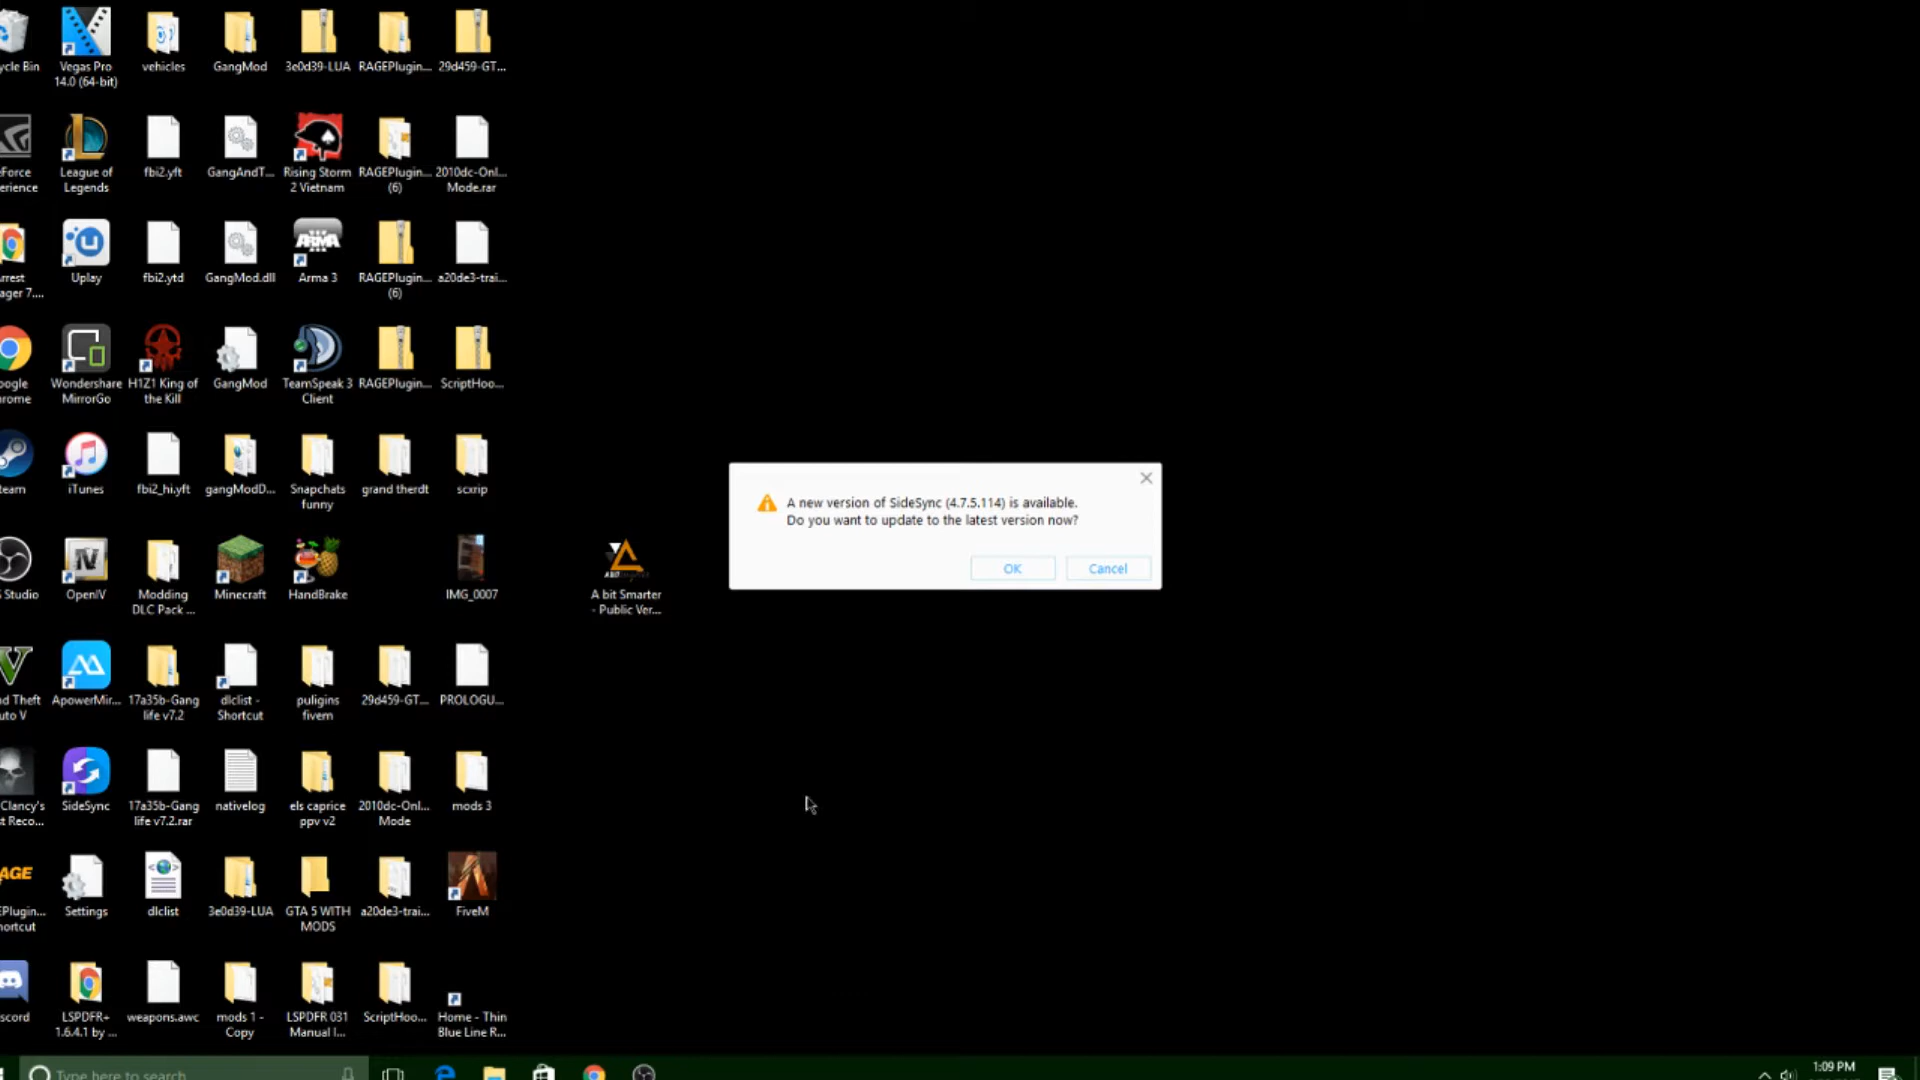 ycle Bin
Vegas Pro
14.0 (64-bit)
vehicles
GangMod
3e0d39-LUA
RAGEPlugin...
29d459-GT...
eForce
erience
League of
Legends
fbi2.yft
GangAndT...
Rising Storm
2 Vietnam
RAGEPlugin...
(6)
2010dc-Onl...
Mode.rar
rrest
ager 7....
Uplay
fbi2.ytd
GangMod.dll
ARMA
Arma 3
RAGEPlugin...
(6)
a20de3-trai...
oogle
hrome
Wondershare
MirrorGo
H1Z1 King of
the Kill
GangMod
TeamSpeak 3
Client
RAGEPlugin...
ScriptHoo...
team
iTunes
fbi2_hi.yft
gangModD...
Snapchats
funny
grand therdt
scxrip
A new version of SideSync (4.7.5.114) is available.
Do you want to update to the latest version now?
OK
Cancel
S Studio
OpenIV
Modding
DLC Pack ...
Minecraft
HandBrake
IMG_0007
A bit Smarter
- Public Ver...
nd Theft
uto V
ApowerMir...
17a35b-Gang
life v7.2
dlclist -
Shortcut
puligins
fivem
29d459-GT...
PROLOGU...
Clancy's
t Reco...
SideSync
17a35b-Gang
life v7.2.rar
nativelog
els caprice
ppv v2
2010dc-Onl...
Mode
mods 3
AGE
EPlugin...
hortcut
Settings
dlclist
3e0d39-LUA
GTA 5 WITH
MODS
a20de3-trai...
FiveM
scord
LSPDFR+
1.6.4.1 by ...
weapons.awc
mods 1 -
Copy
LSPDFR 031
Manual I...
ScriptHoo...
Home - Thin
Blue Line R...
Type here to search
1:09 PM